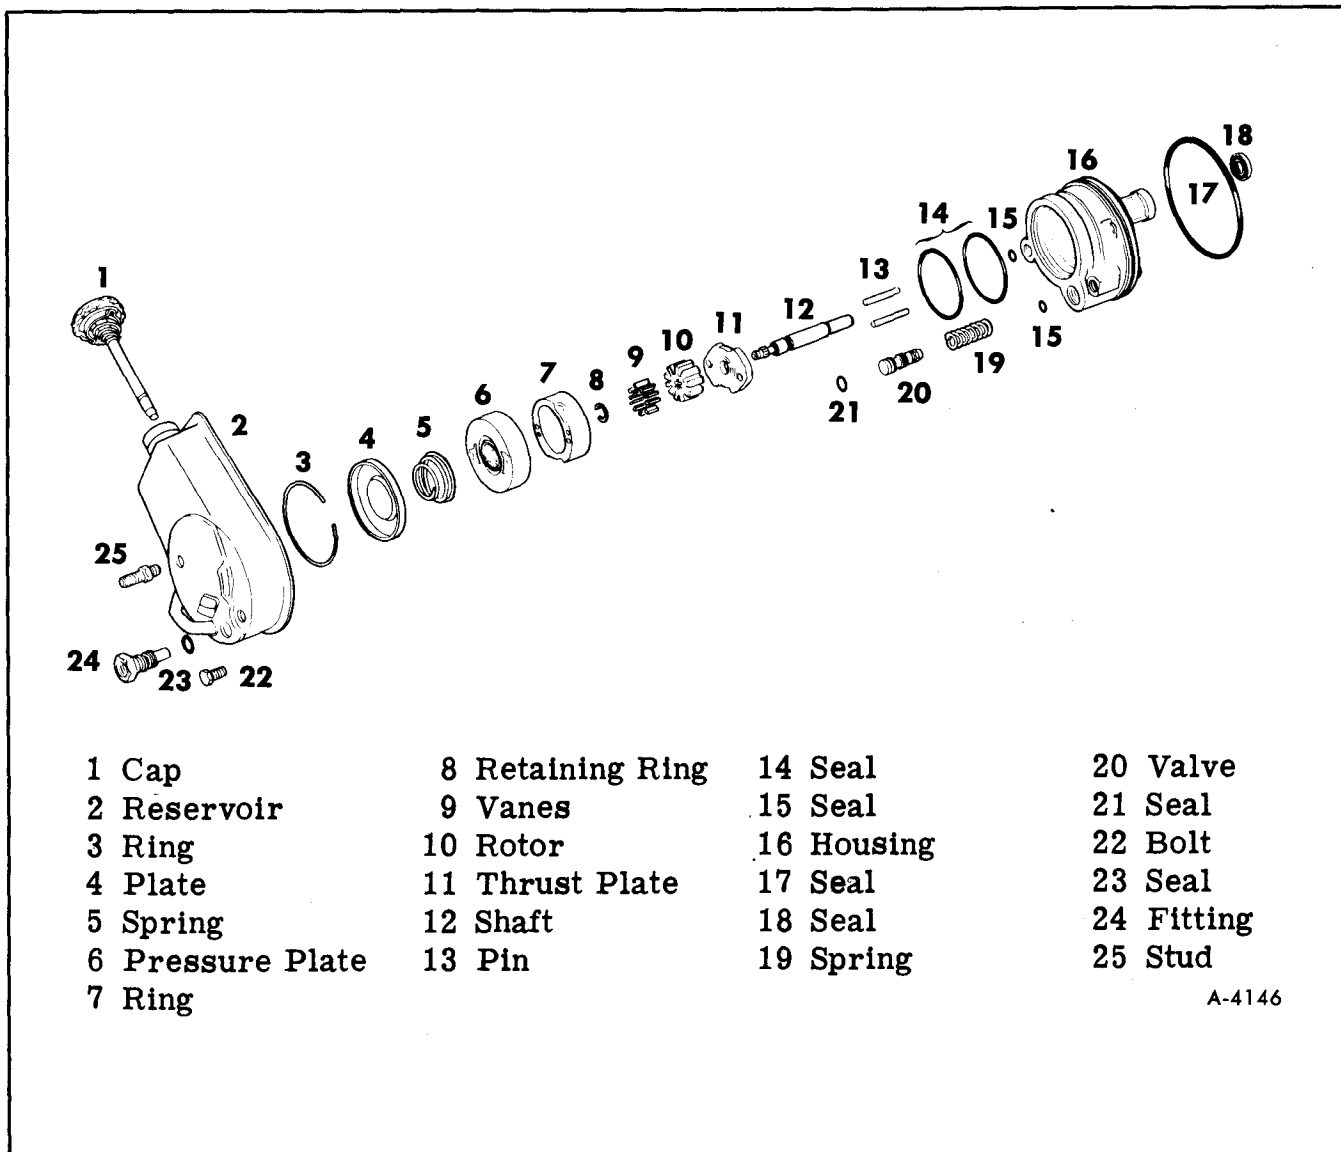 18
16
17
14
15
1
13
12
11
10
15
19
9
20
7
8
21
6
2
5
4
3
25
24
23
22
1 Cap
2 Reservoir
3 Ring
4 Plate
5 Spring
6 Pressure Plate
7 Ring
8 Retaining Ring
9 Vanes
10 Rotor
11 Thrust Plate
12 Shaft
13 Pin
14 Seal
15 Seal
16 Housing
17 Seal
18 Seal
19 Spring
20 Valve
21 Seal
22 Bolt
23 Seal
24 Fitting
25 Stud
A-4146